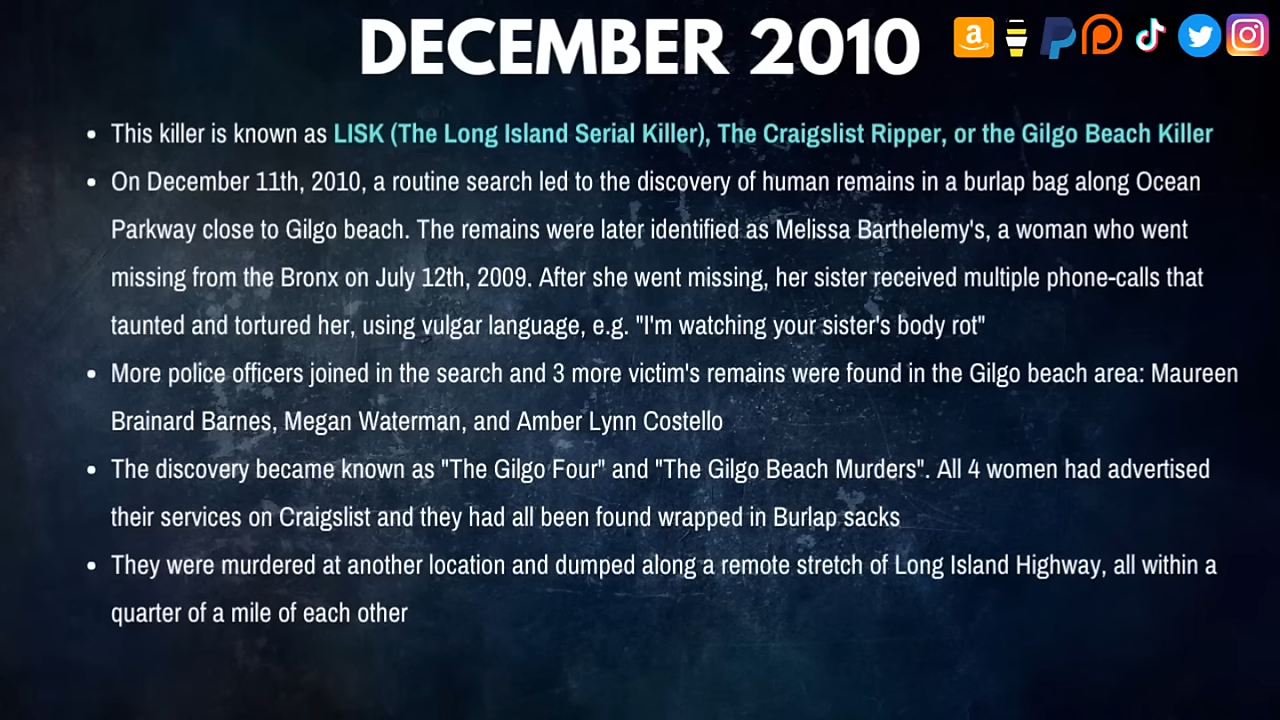 DECEMBER 2010
a
This killer is known as LISK (The Long Island Serial Killer), The Craigslist Ripper, or the Gilgo Beach Killer
On December 11th, 2010, a routine search led to the discovery of human remains in a burlap bag along Ocean
Parkway close to Gilgo beach. The remains were later identified as Melissa Barthelemy's, a woman who went
missing from the Bronx on July 12th, 2009. After she went missing, her sister received multiple phone-calls that
taunted and tortured her, using vulgar language, e.g. "I'm watching your sister's body rot"
More police officers joined in the search and 3 more victim's remains were found in the Gilgo beach area: Maureen
Brainard Barnes, Megan Waterman, and Amber Lynn Costello
The discovery became known as "The Gilgo Four" and "The Gilgo Beach Murders". All 4 women had advertised
their services on Craigslist and they had all been found wrapped in Burlap sacks
They were murdered at another location and dumped along a remote stretch of Long Island Highway, all within a
quarter of a mile of each other